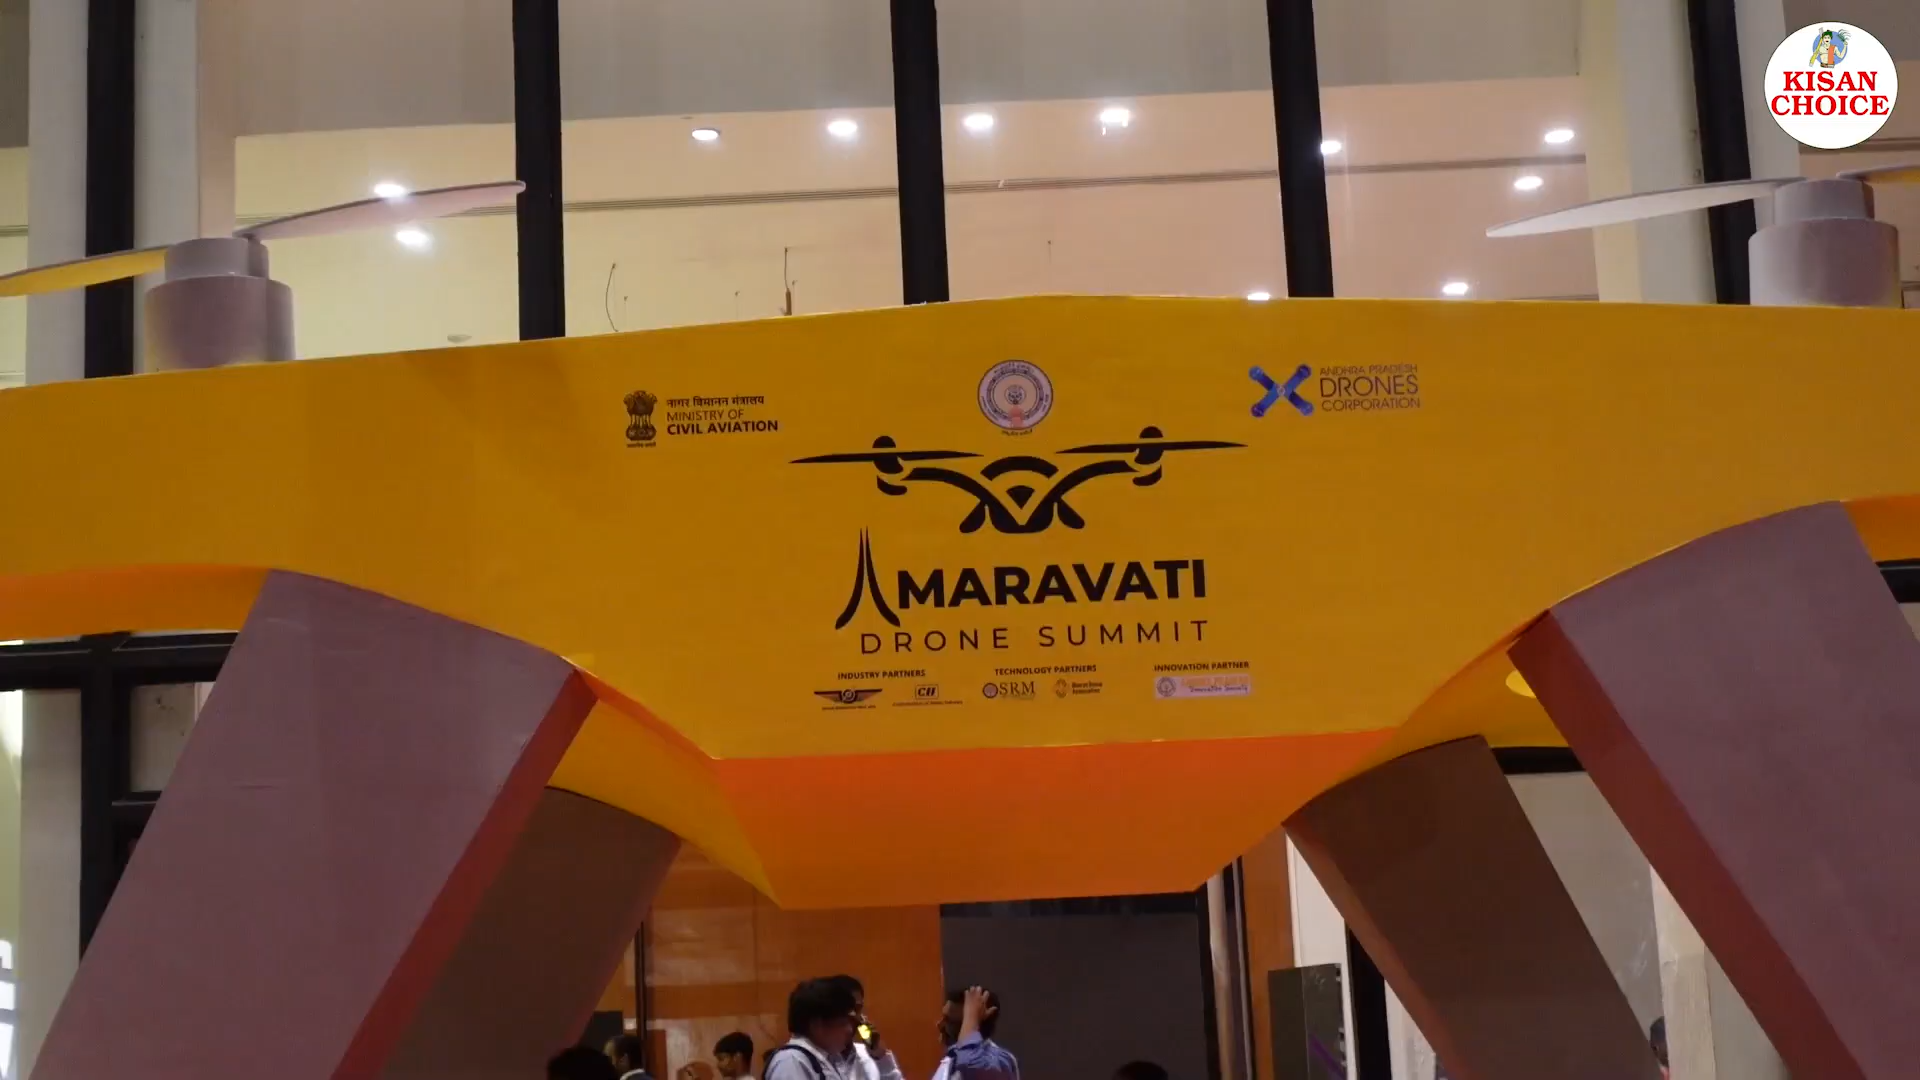 KISAN
CHOICE
नागर विमानन मंत्रालय
MINISTRY OF
CIVIL AVIATION
ANDHRA PRADESH
DRONES
CORPORATION
AMARAVATI
DRONE SUMMIT
INDUSTRY PARTNERS
TECHNOLOGY PARTNERS
INNOVATION PARTNER
CII
SRM